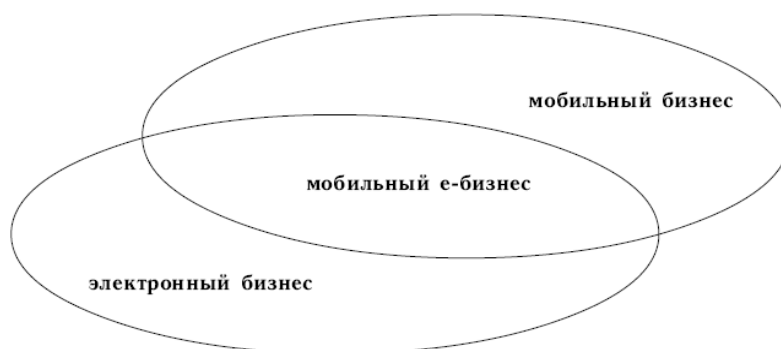 мобильный бизнес
мобильный е-бизнес
электронный бизнес